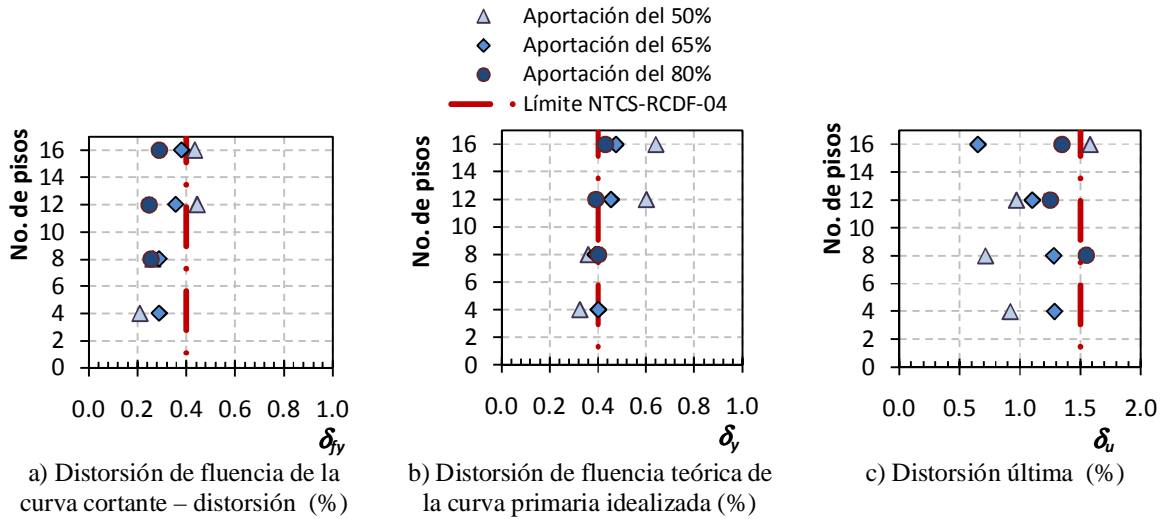 Aportación del 50%
Aportación del 65%
Aportación del 80%
Límite NTCS-RCDF-04
No. de pisos
16
14
12
10
8
6
4
2
0
0.0 0.2 0.4 0.6 0.8 1.0
δfy
a) Distorsión de fluencia de la
curva cortante – distorsión (%)
No. de pisos
16
14
12
10
8
6
4
2
0
0.0 0.2 0.4 0.6 0.8 1.0
δy
b) Distorsión de fluencia teórica de
la curva primaria idealizada (%)
No. de pisos
16
14
12
10
8
6
4
2
0
0.0 0.5 1.0 1.5 2.0
δu
c) Distorsión última (%)